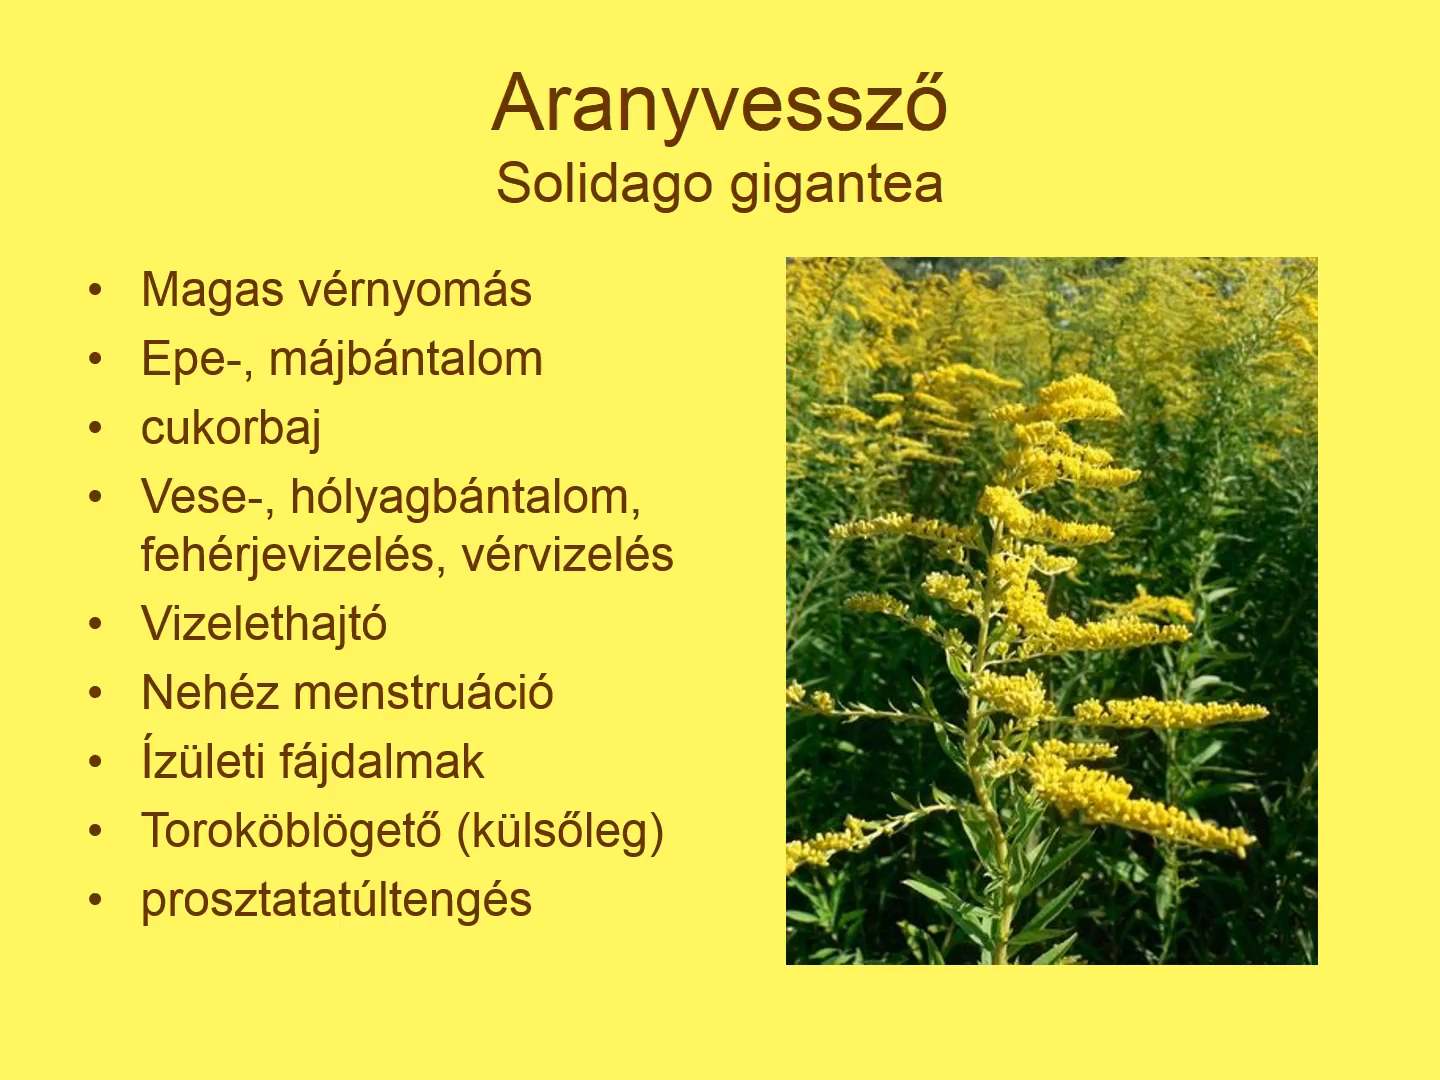 Aranyvessző
Solidago gigantea
• Magas vérnyomás
• Epe-, májbántalom
• cukorbaj
• Vese-, hólyagbántalom,
fehérjevizelés, vérvizelés
• Vizelethajtó
• Nehéz menstruáció
• Ízületi fájdalmak
• Toroköblögető (külsőleg)
• prosztatatúltengés